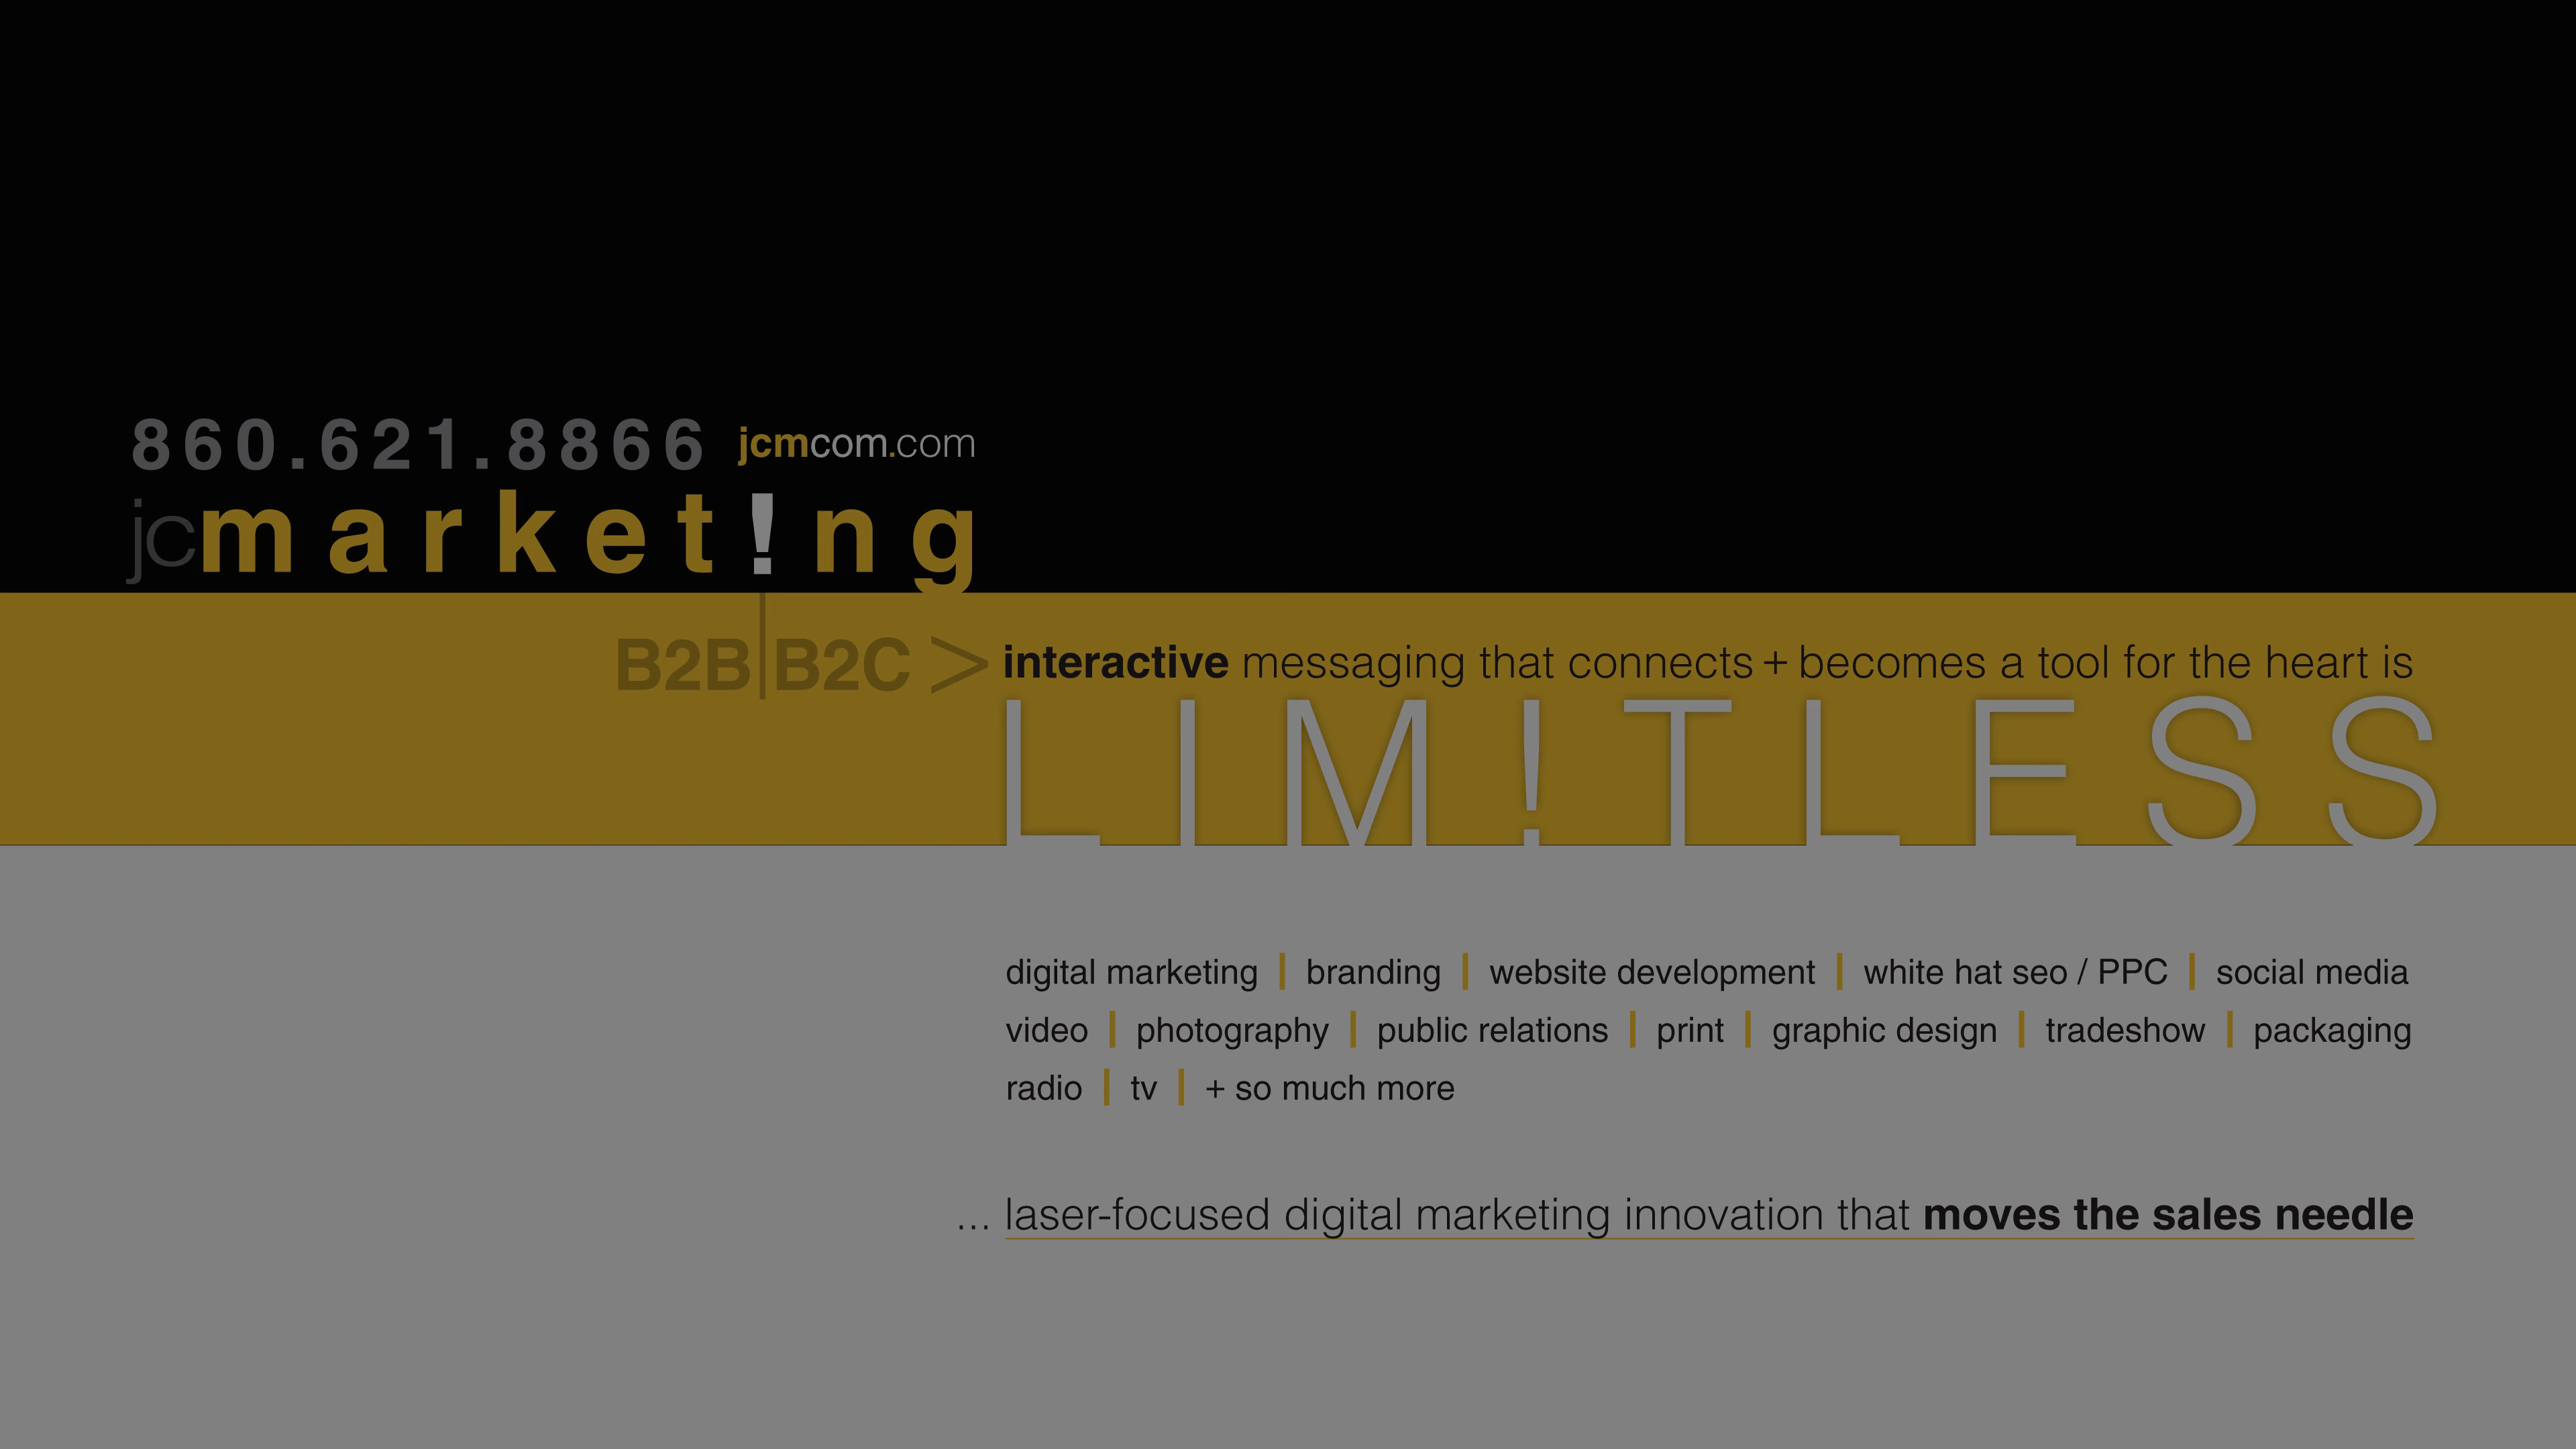 860.621.8866 jcmcom.com
jcmarket!ng
B2B | B2C > interactive messaging that connects + becomes a tool for the heart is
LIM!TLESS
digital marketing | branding | website development | white hat seo / PPC | social media
video | photography | public relations | print | graphic design | tradeshow | packaging
radio | tv | + so much more
... laser-focused digital marketing innovation that moves the sales needle